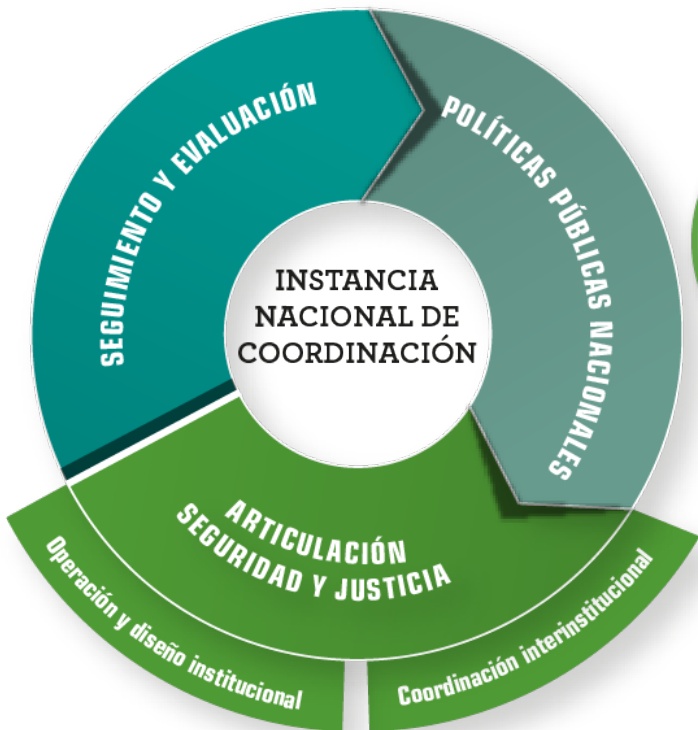 SEGUIMIENTO Y EVALUACIÓN
POLÍTICAS PÚBLICAS NACIONALES
INSTANCIA
NACIONAL DE
COORDINACIÓN
ARTICULACIÓN
SEGURIDAD Y JUSTICIA
Operación y diseño institucional
Coordinación interinstitucional